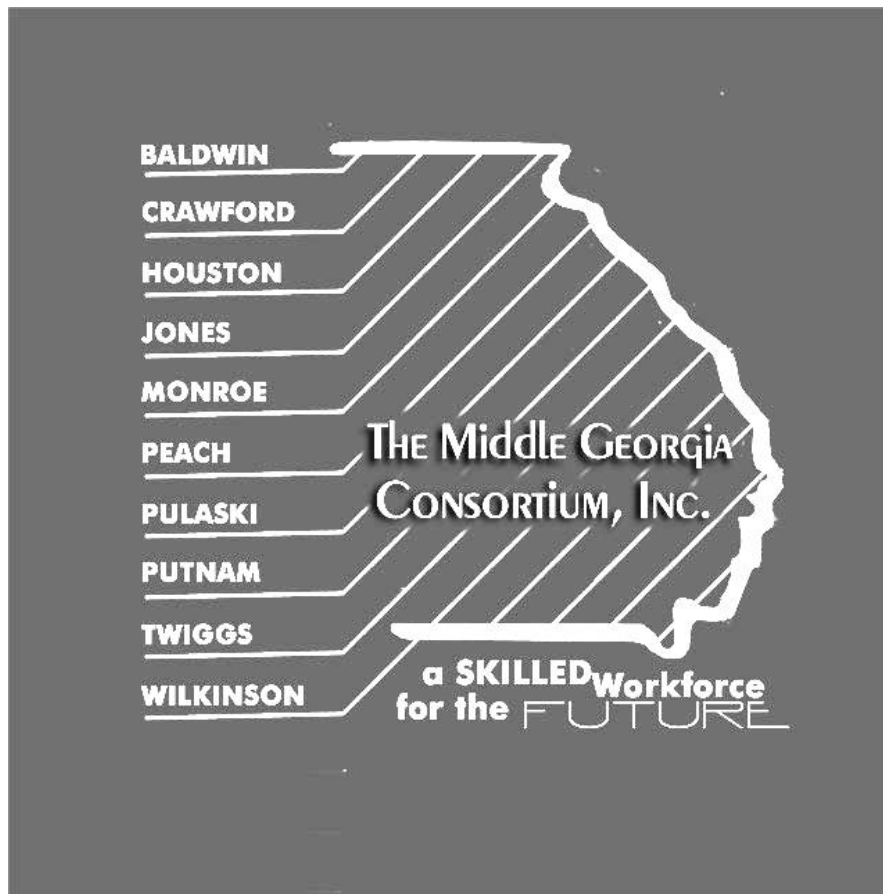 BALDWIN
CRAWFORD
HOUSTON
JONES
MONROE
PEACH
PULASKI
PUTNAM
TWIGGS
WILKINSON
The Middle Georgia
Consortium, Inc.
a SKILLED Workforce
for the FUTURE